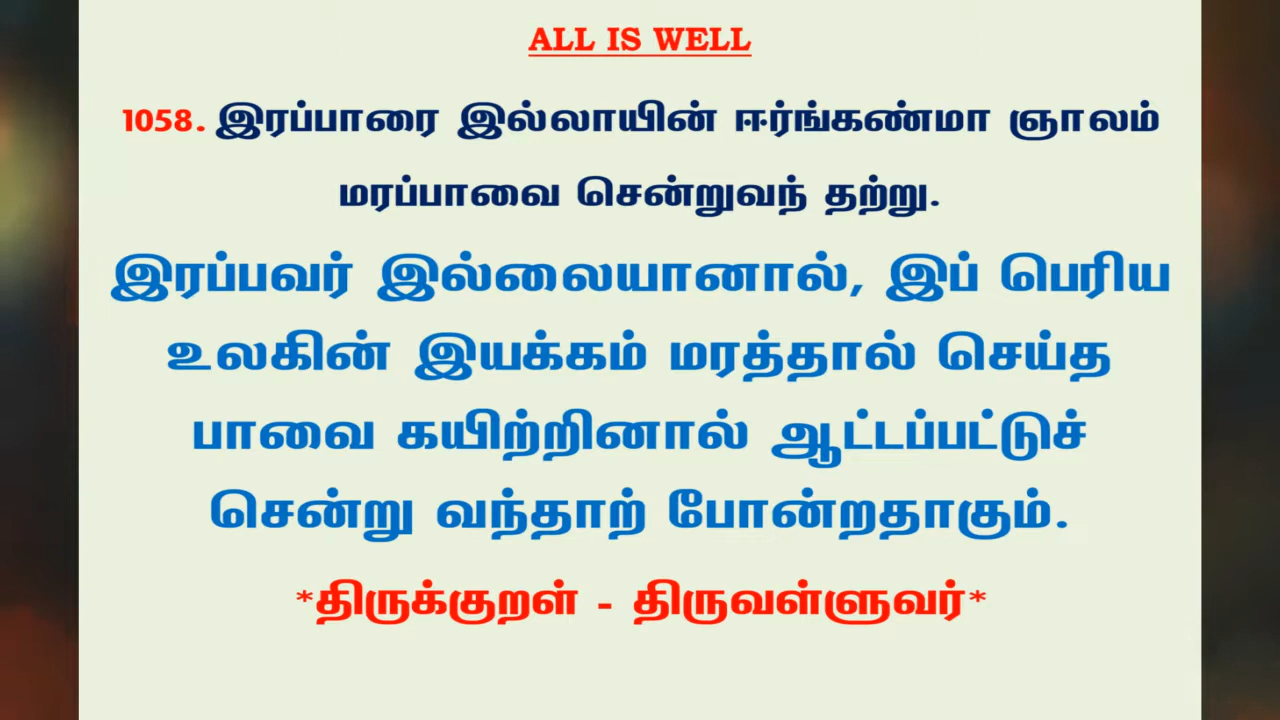 ALL IS WELL
1058. இரப்பாரை இல்லாயின் ஈர்ங்கண்மா ஞாலம்
மரப்பாவை சென்றுவந் தற்று.
இரப்பவர் இல்லையானால், இப் பெரிய
உலகின் இயக்கம் மரத்தால் செய்த
பாவை கயிற்றினால் ஆட்டப்பட்டுச்
சென்று வந்தாற் போன்றதாகும்.
*திருக்குறள் - திருவள்ளுவர்*